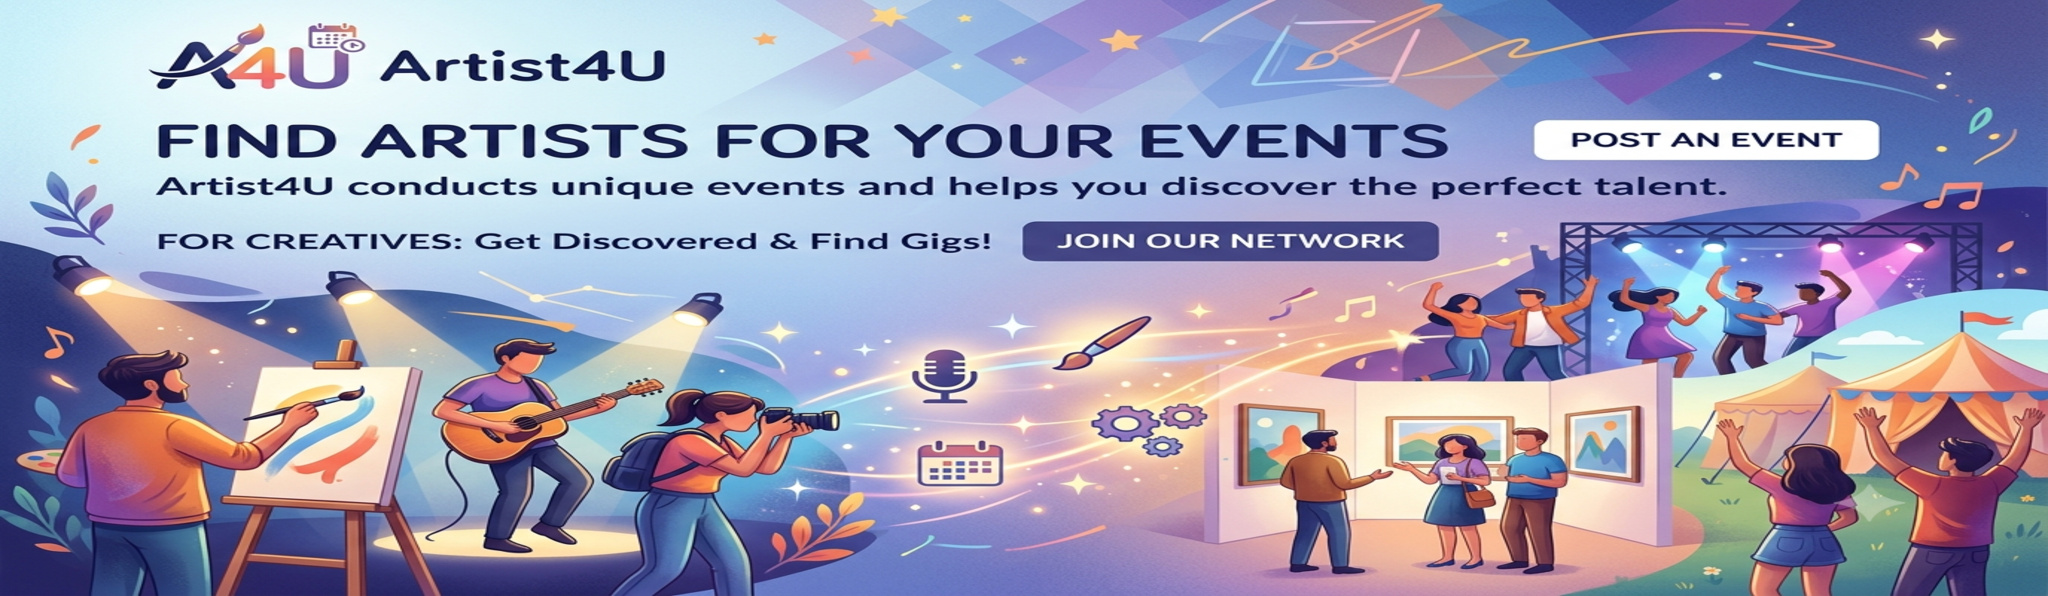 A4U Artist4U
FIND ARTISTS FOR YOUR EVENTS
POST AN EVENT
Artist4U conducts unique events and helps you discover the perfect talent.
FOR CREATIVES: Get Discovered & Find Gigs!
JOIN OUR NETWORK